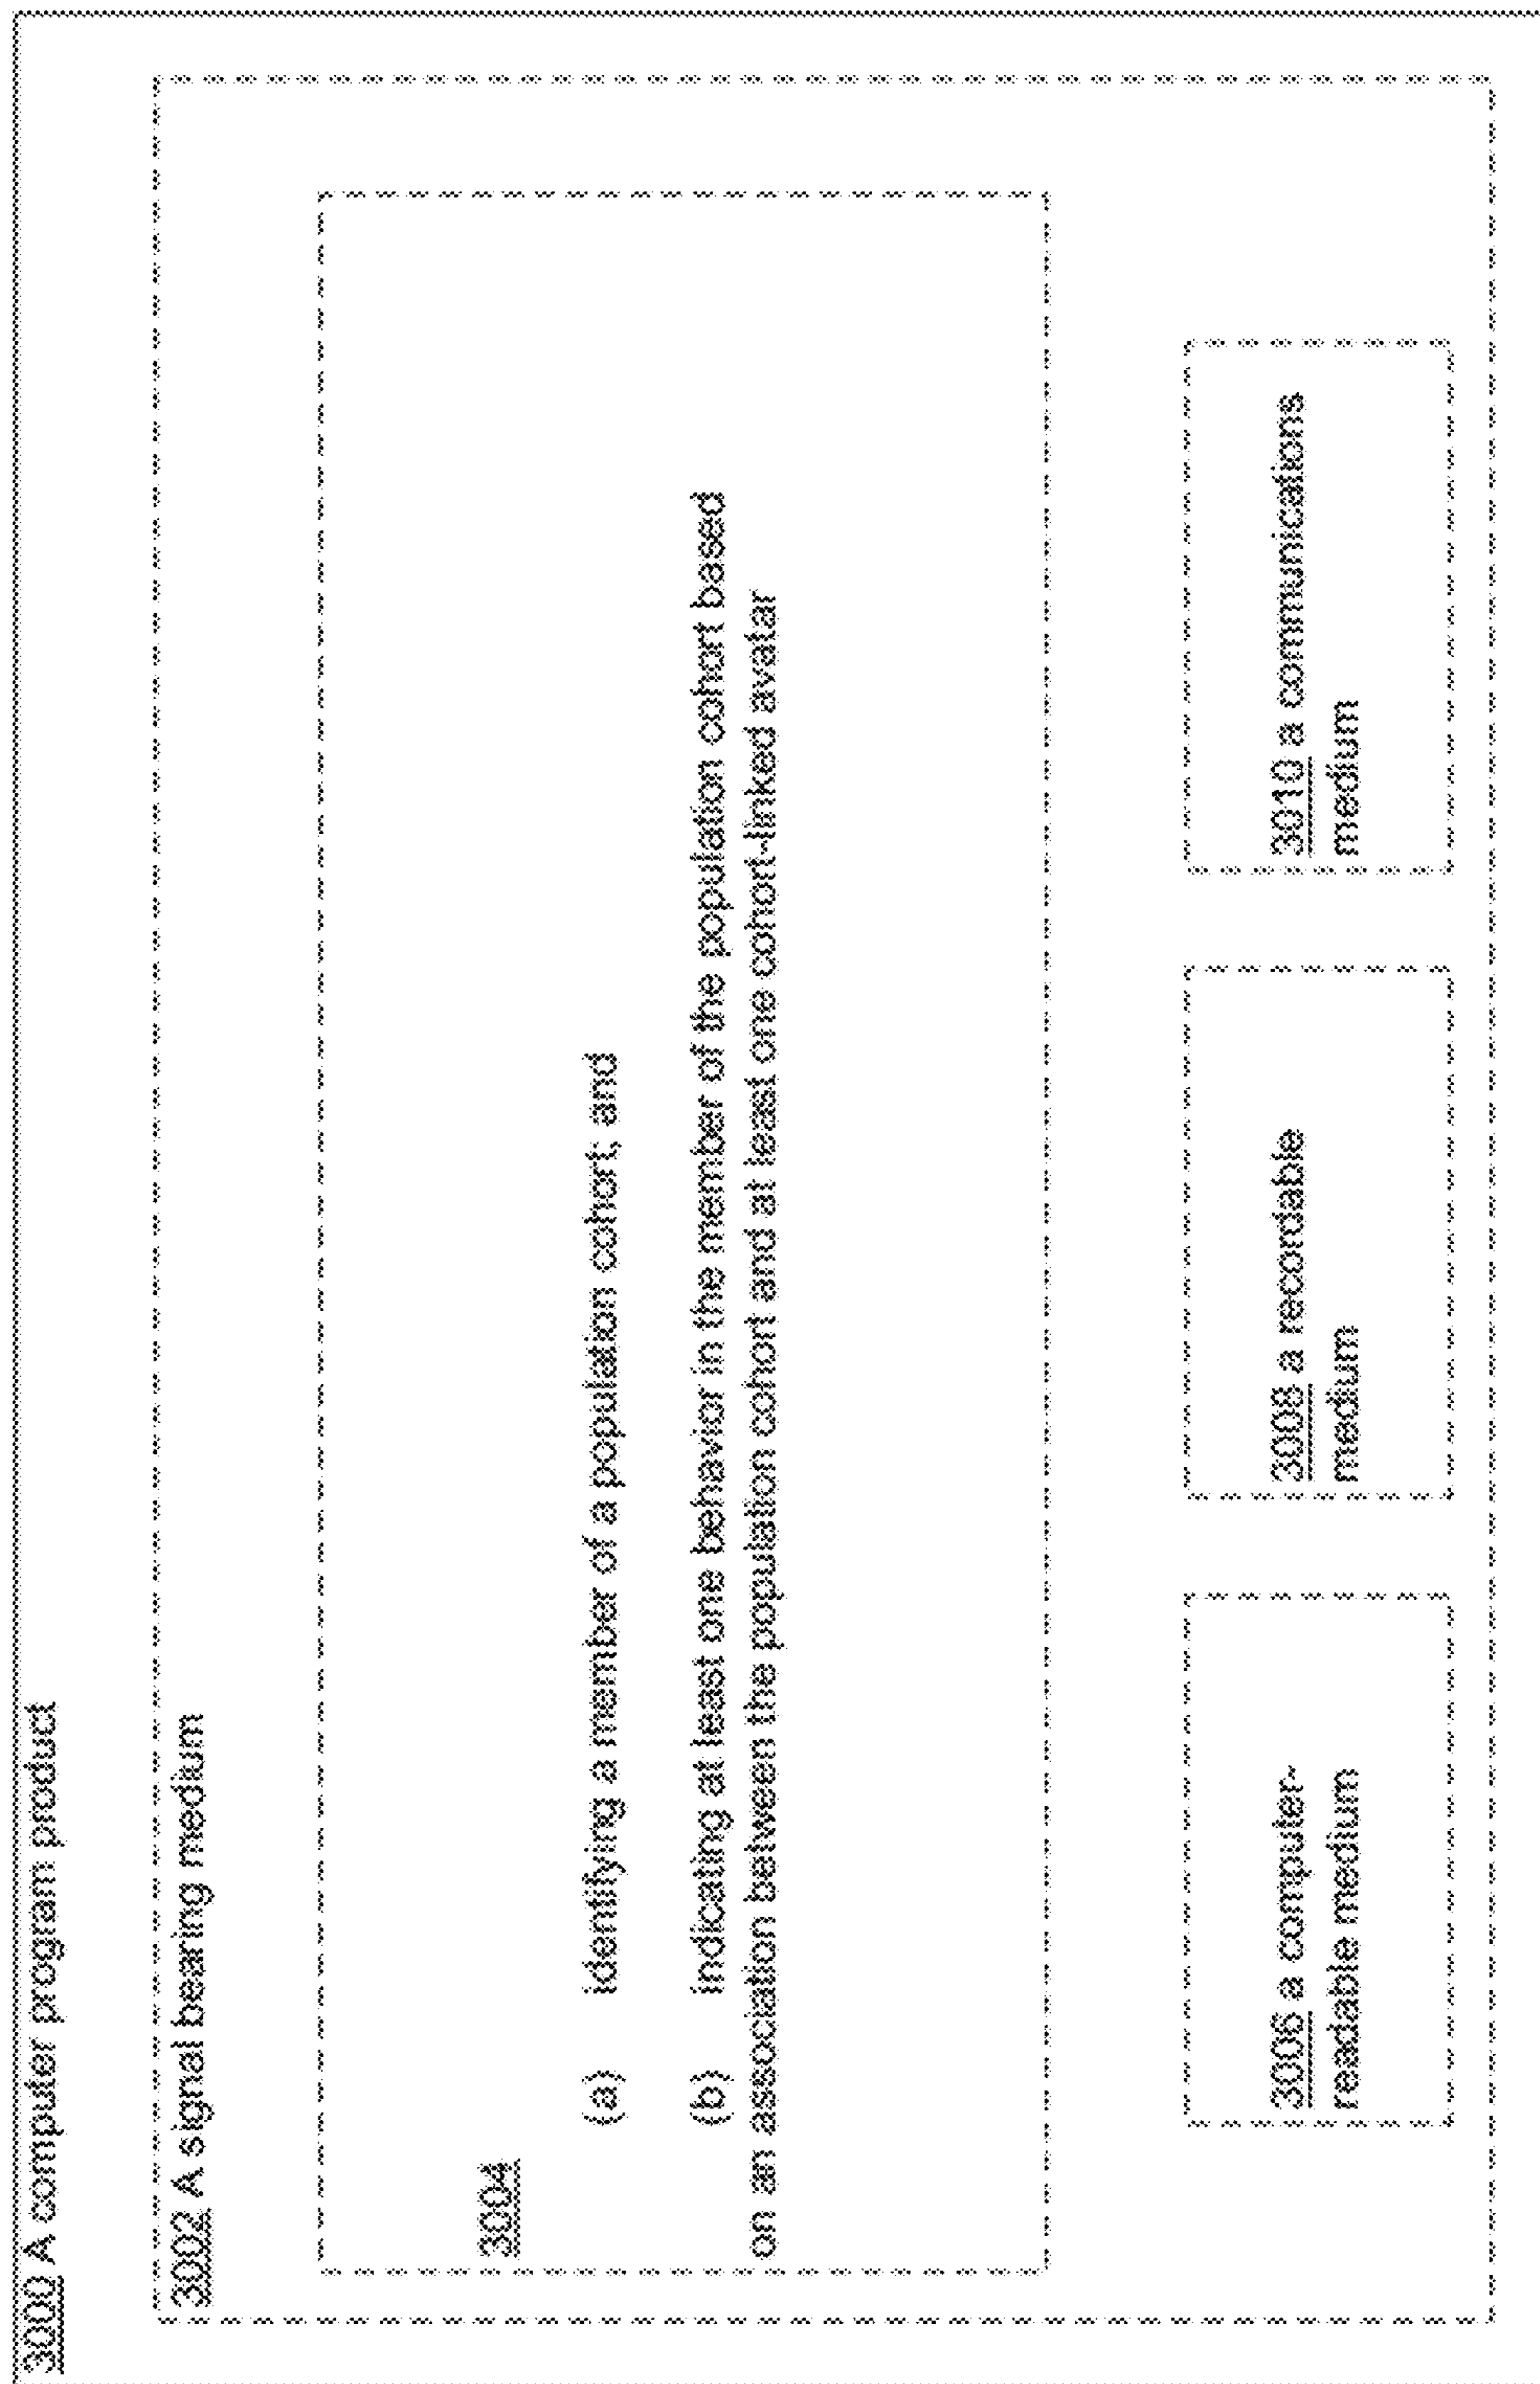 3000 A computer program product
3002 A signal bearing medium
3004
(a) identifying a member of a population cohort; and
(b) indicating at least one behavior in the member of the population cohort based
on an association between the population cohort and at least one cohort-linked avatar
3006 a computer-
readable medium
3008 a recordable
medium
3010 a communications
medium